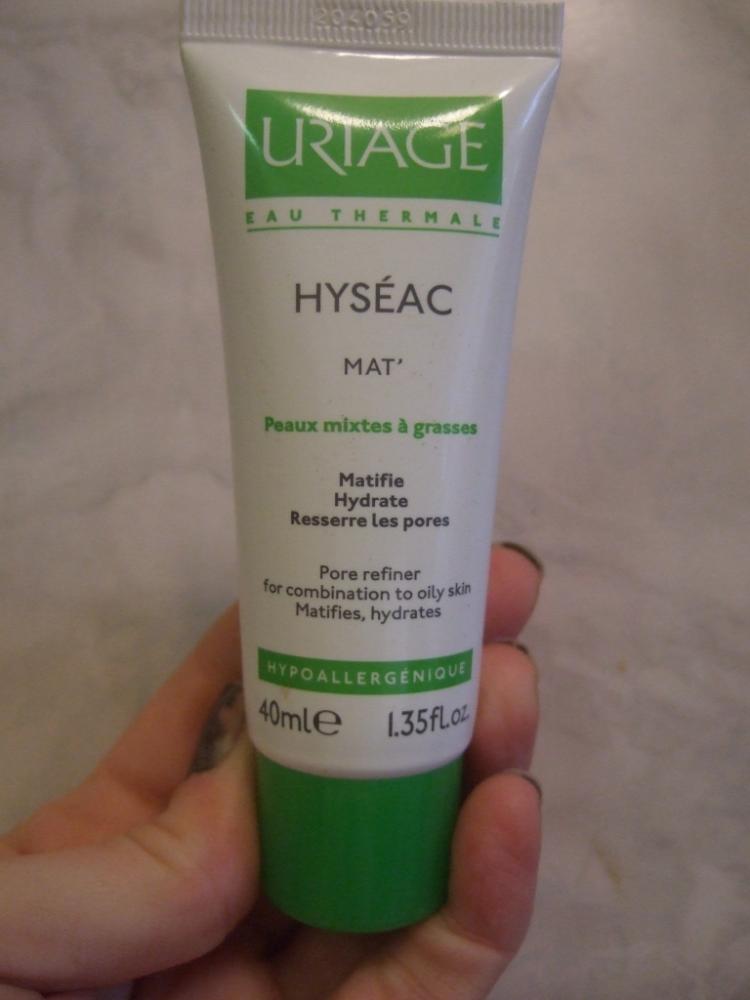 204059
URIAGE
EAU THERMALE
HYSÉAC
MAT'
Peaux mixtes à grasses
Matifie
Hydrate
Resserre les pores
Pore refiner
for combination to oily skin
Matifies, hydrates
HYPOALLERGÉNIQUE
40ml℮ 1.35fl.oz.